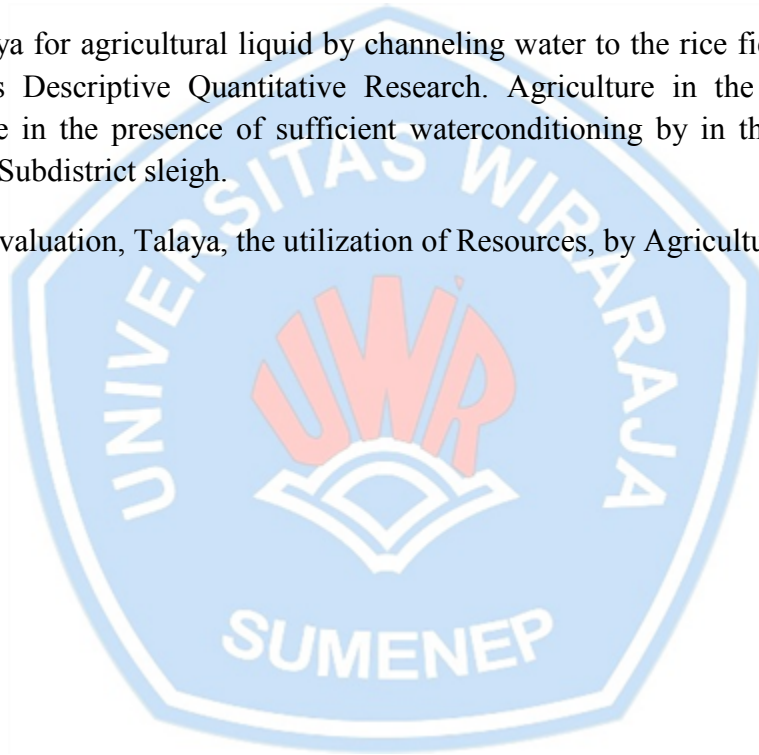 ya for agricultural liquid by channeling water to the rice fie
s Descriptive Quantitative Research. Agriculture in the
e in the presence of sufficient waterconditioning by in th
Subdistrict sleigh.
valuation, Talaya, the utilization of Resources, by Agricultu
UNIVERSITAS WIRARAJA
UWR
SUMENEP